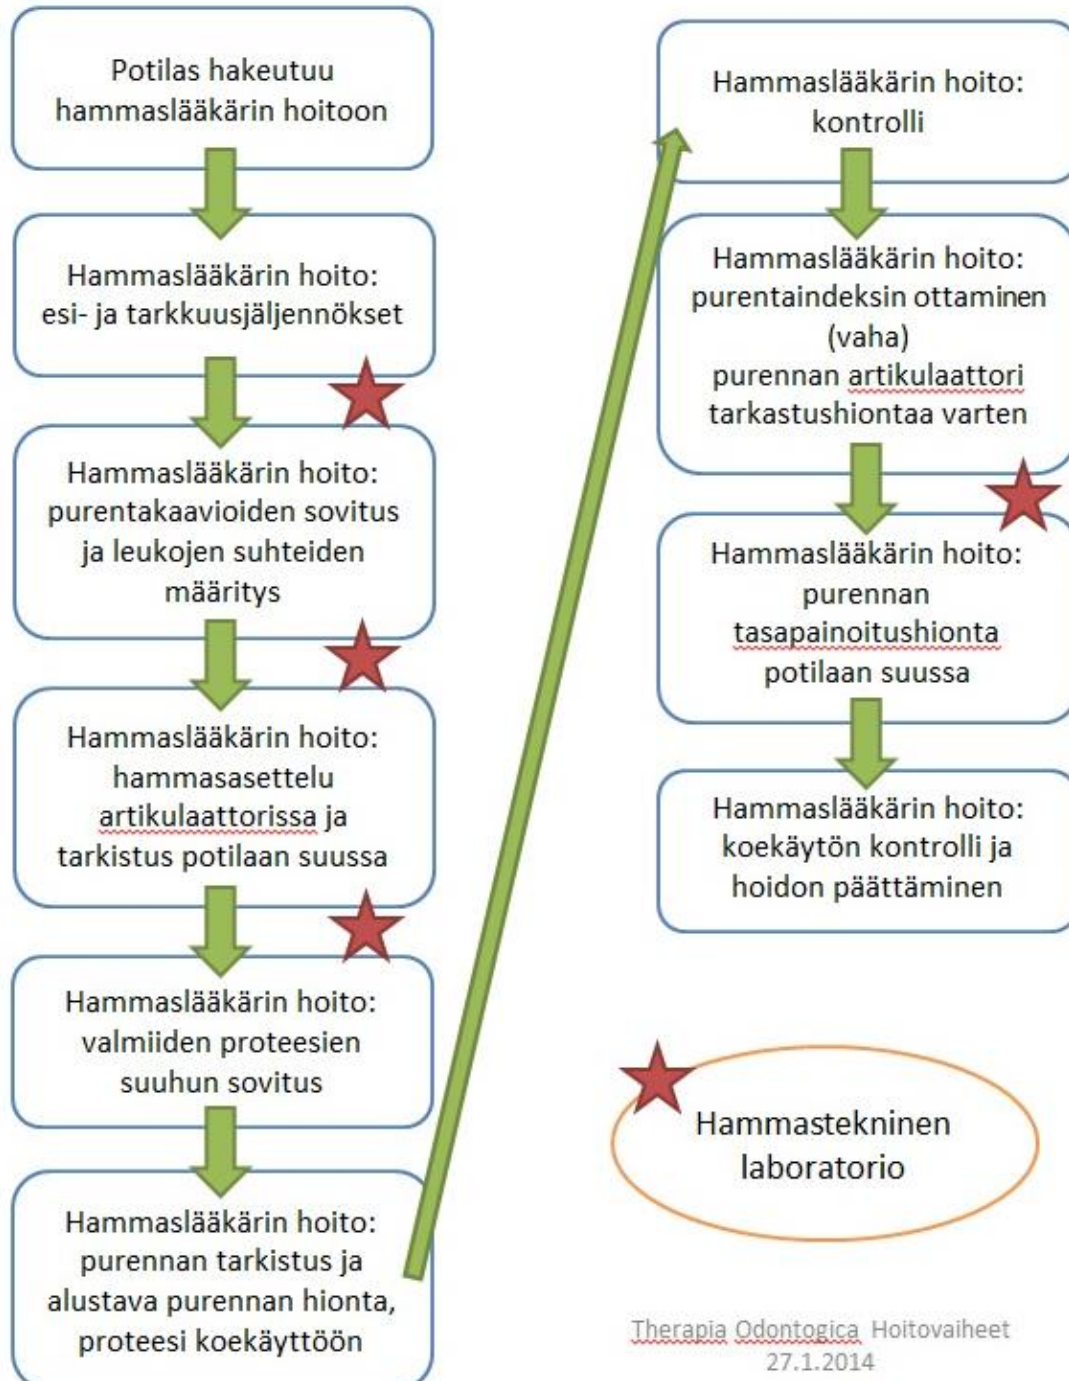 Potilas hakeutuu
hammaslääkärin hoitoon
Hammaslääkärin hoito:
esi- ja tarkkuusjäljennökset
Hammaslääkärin hoito:
purentakaavioiden sovitus
ja leukojen suhteiden
määritys
Hammaslääkärin hoito:
hammasasettelu
artikulaattorissa ja
tarkistus potilaan suussa
Hammaslääkärin hoito:
valmiiden proteesien
suuhun sovitus
Hammaslääkärin hoito:
purennan tarkistus ja
alustava purennan hionta,
proteesi koekäyttöön
Hammaslääkärin hoito:
kontrolli
Hammaslääkärin hoito:
purentaindeksin ottaminen
(vaha)
purennan artikulaattori
tarkastushiontaa varten
Hammaslääkärin hoito:
purennan
tasapainoitushionta
potilaan suussa
Hammaslääkärin hoito:
koekäytön kontrolli ja
hoidon päättäminen
Hammastekninen
laboratorio
Therapia Odontogica Hoitovaiheet
27.1.2014